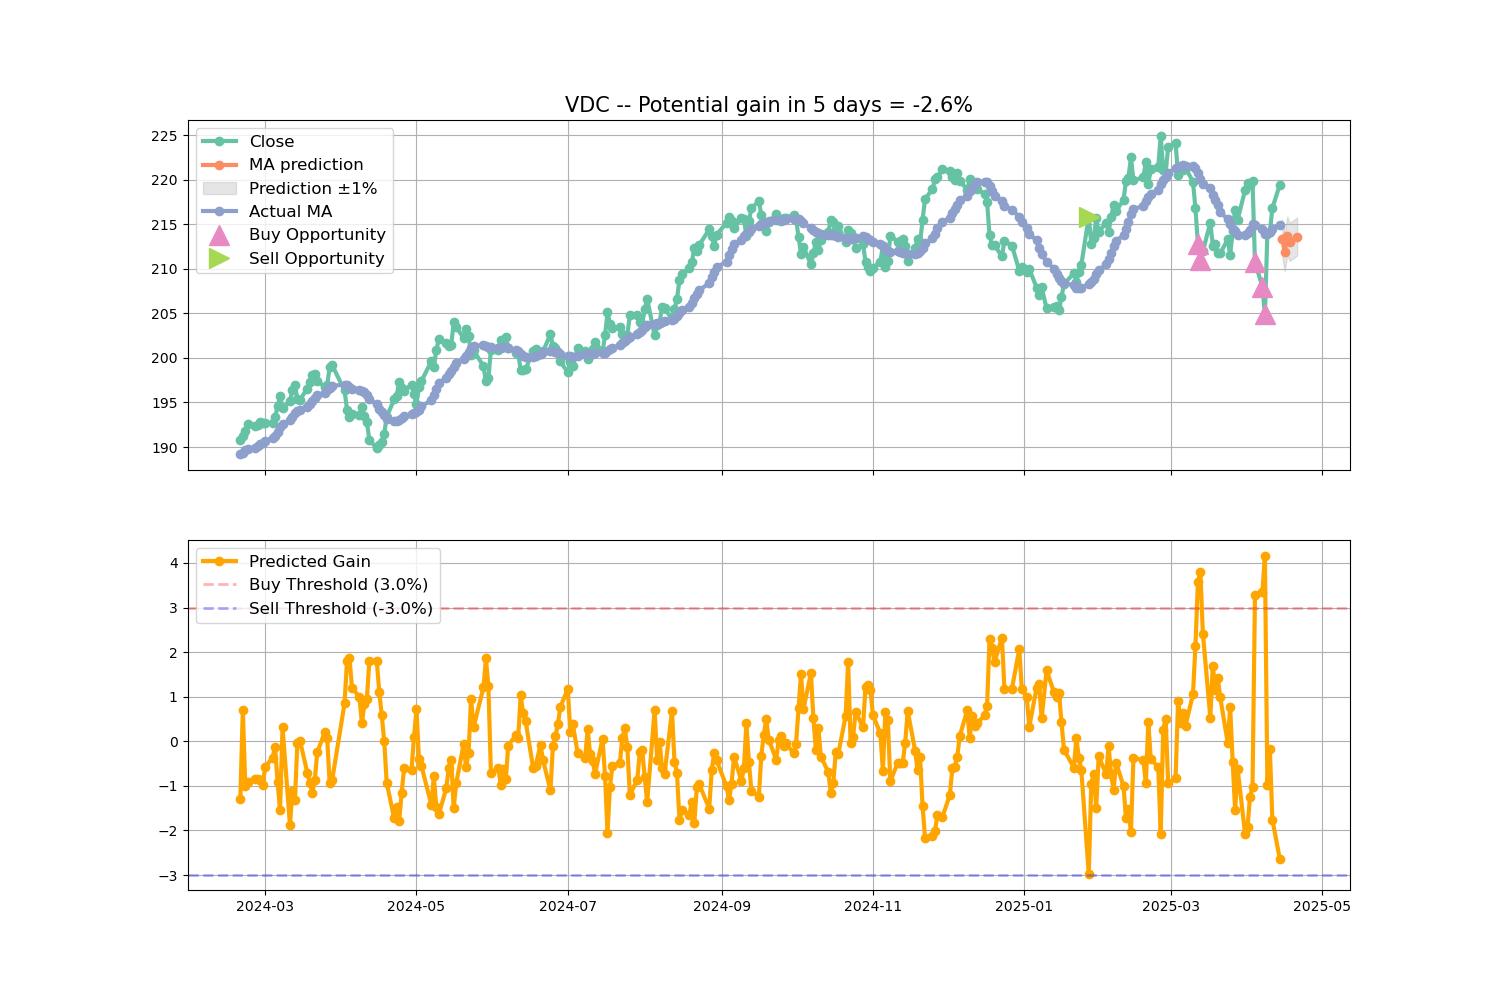 VDC -- Potential gain in 5 days = -2.6%
225
220
215
210
205
200
195
190
Close
MA prediction
Prediction ±1%
Actual MA
Buy Opportunity
Sell Opportunity
4
3
2
1
0
−1
−2
−3
Predicted Gain
Buy Threshold (3.0%)
Sell Threshold (-3.0%)
2024-03 2024-05 2024-07 2024-09 2024-11 2025-01 2025-03 2025-05